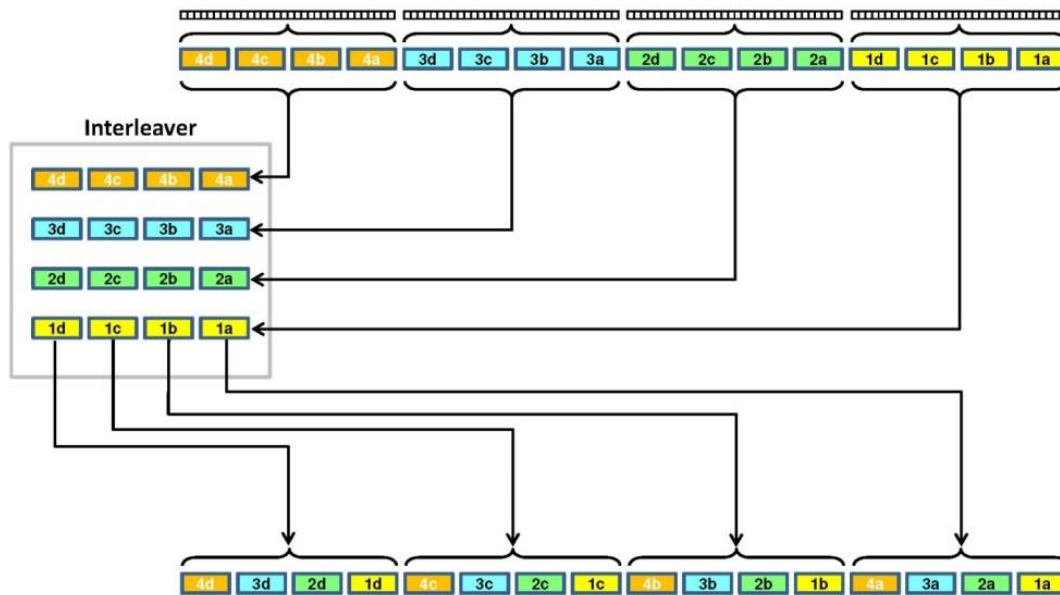 4d 4c 4b 4a 3d 3c 3b 3a 2d 2c 2b 2a 1d 1c 1b 1a
Interleaver
4d 4c 4b 4a
3d 3c 3b 3a
2d 2c 2b 2a
1d 1c 1b 1a
4d 3d 2d 1d 4c 3c 2c 1c 4b 3b 2b 1b 4a 3a 2a 1a